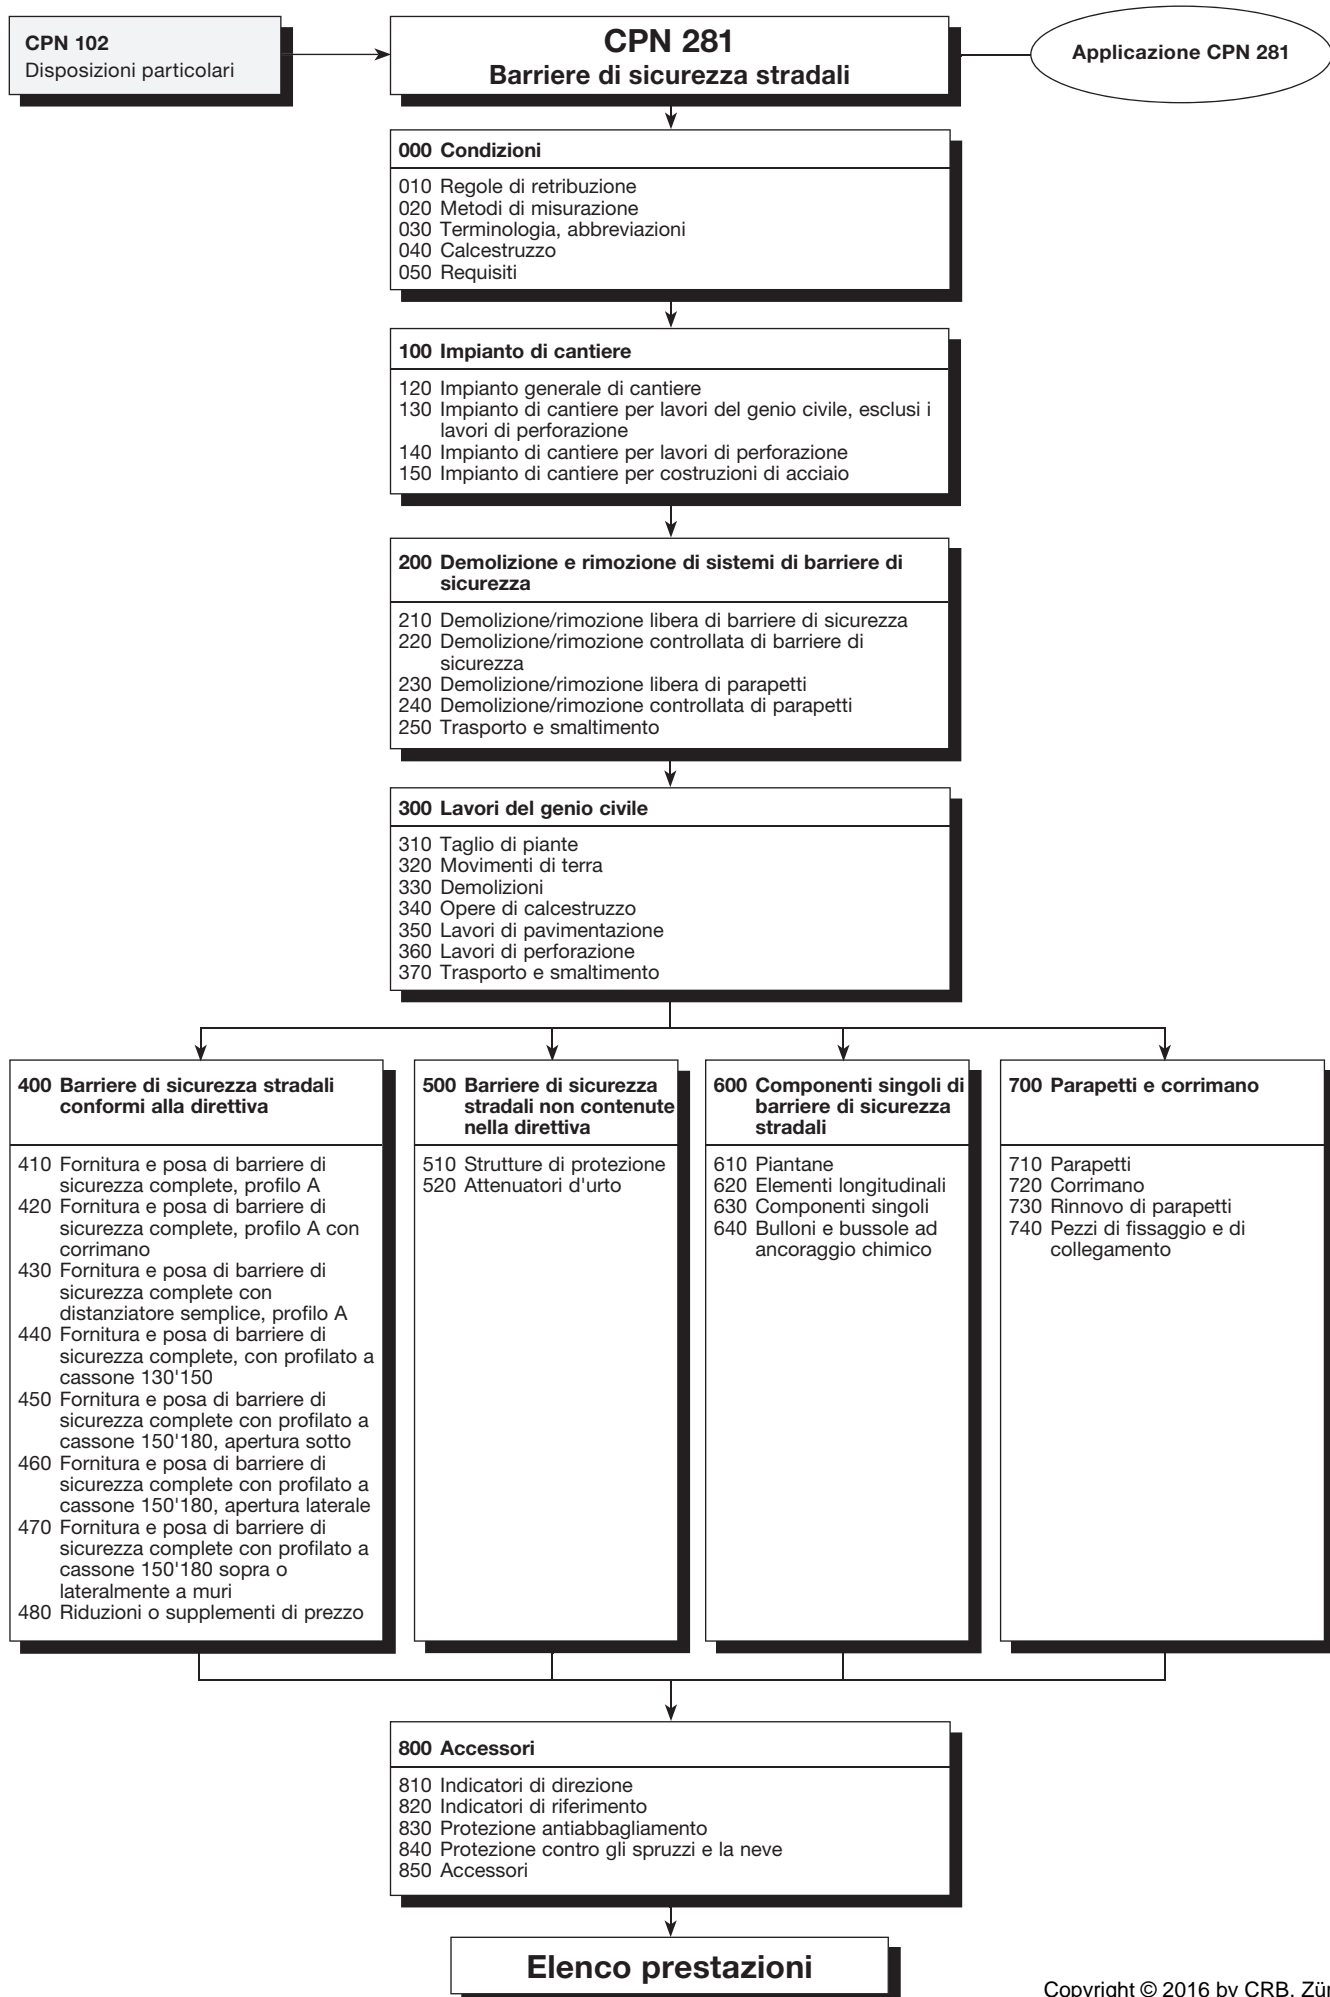 CPN 102
Disposizioni particolari
CPN 281
Barriere di sicurezza stradali
Applicazione CPN 281
000 Condizioni
010 Regole di retribuzione
020 Metodi di misurazione
030 Terminologia, abbreviazioni
040 Calcestruzzo
050 Requisiti
100 Impianto di cantiere
120 Impianto generale di cantiere
130 Impianto di cantiere per lavori del genio civile, esclusi i
lavori di perforazione
140 Impianto di cantiere per lavori di perforazione
150 Impianto di cantiere per costruzioni di acciaio
200 Demolizione e rimozione di sistemi di barriere di
sicurezza
210 Demolizione/rimozione libera di barriere di sicurezza
220 Demolizione/rimozione controllata di barriere di
sicurezza
230 Demolizione/rimozione libera di parapetti
240 Demolizione/rimozione controllata di parapetti
250 Trasporto e smaltimento
300 Lavori del genio civile
310 Taglio di piante
320 Movimenti di terra
330 Demolizioni
340 Opere di calcestruzzo
350 Lavori di pavimentazione
360 Lavori di perforazione
370 Trasporto e smaltimento
400 Barriere di sicurezza stradali
conformi alla direttiva
410 Fornitura e posa di barriere di
sicurezza complete, profilo A
420 Fornitura e posa di barriere di
sicurezza complete, profilo A con
corrimano
430 Fornitura e posa di barriere di
sicurezza complete con
distanziatore semplice, profilo A
440 Fornitura e posa di barriere di
sicurezza complete, con profilato a
cassone 130'150
450 Fornitura e posa di barriere di
sicurezza complete con profilato a
cassone 150'180, apertura sotto
460 Fornitura e posa di barriere di
sicurezza complete con profilato a
cassone 150'180, apertura laterale
470 Fornitura e posa di barriere di
sicurezza complete con profilato a
cassone 150'180 sopra o
lateralmente a muri
480 Riduzioni o supplementi di prezzo
500 Barriere di sicurezza
stradali non contenute
nella direttiva
510 Strutture di protezione
520 Attenuatori d'urto
600 Componenti singoli di
barriere di sicurezza
stradali
610 Piantane
620 Elementi longitudinali
630 Componenti singoli
640 Bulloni e bussole ad
ancoraggio chimico
700 Parapetti e corrimano
710 Parapetti
720 Corrimano
730 Rinnovo di parapetti
740 Pezzi di fissaggio e di
collegamento
800 Accessori
810 Indicatori di direzione
820 Indicatori di riferimento
830 Protezione antiabbagliamento
840 Protezione contro gli spruzzi e la neve
850 Accessori
Elenco prestazioni
Copyright © 2016 by CRB, Zür